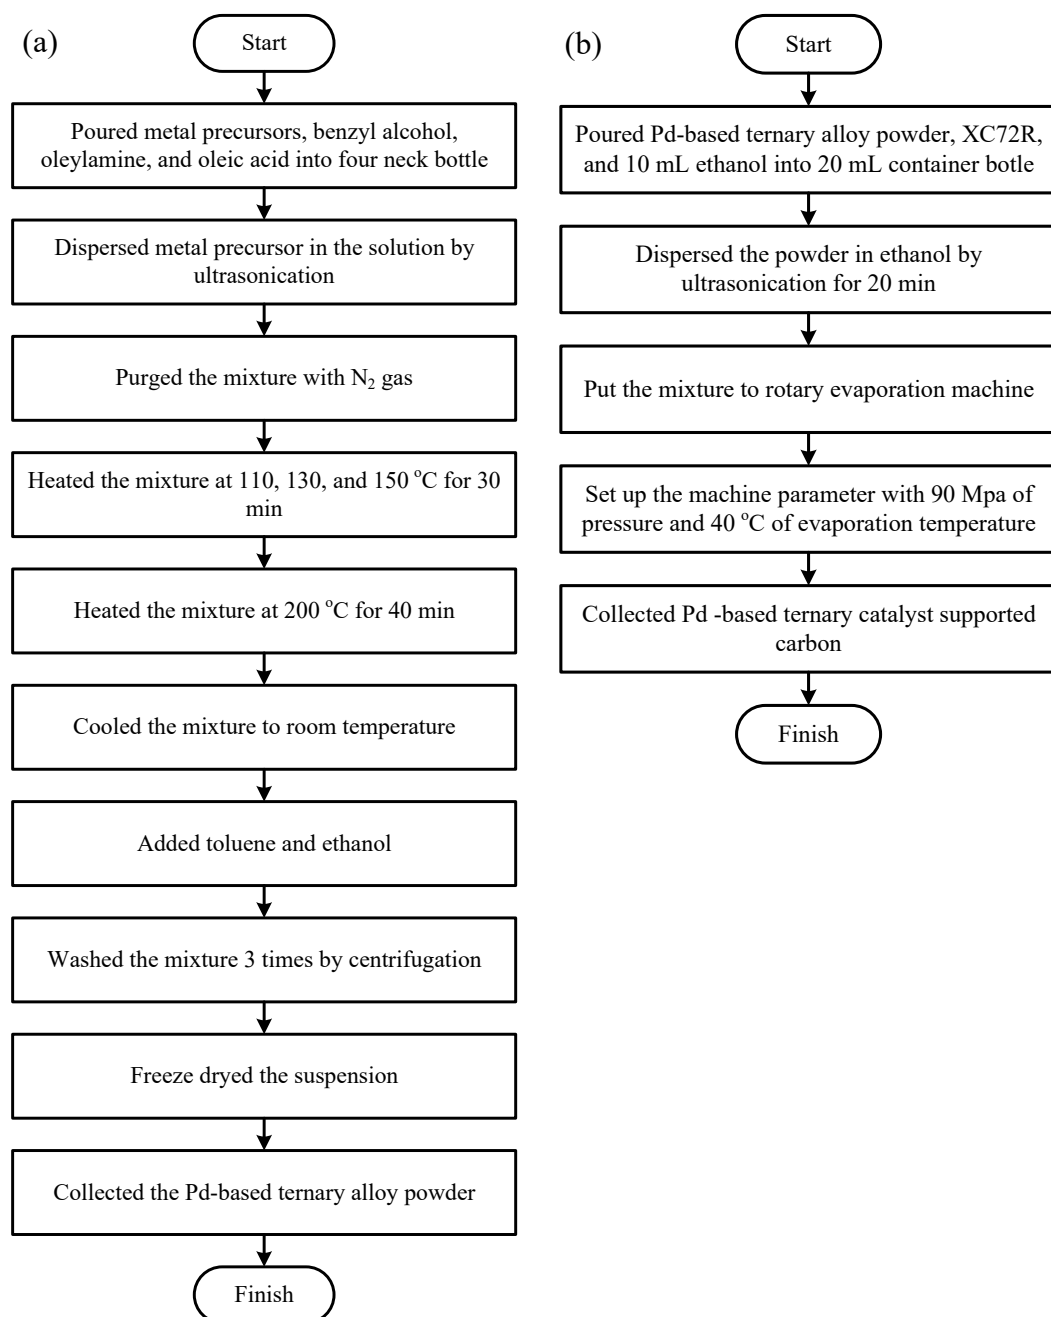 (a)
Start
Poured metal precursors, benzyl alcohol,
oleylamine, and oleic acid into four neck bottle
Dispersed metal precursor in the solution by
ultrasonication
Purged the mixture with N₂ gas
Heated the mixture at 110, 130, and 150 °C for 30
min
Heated the mixture at 200 °C for 40 min
Cooled the mixture to room temperature
Added toluene and ethanol
Washed the mixture 3 times by centrifugation
Freeze dryed the suspension
Collected the Pd-based ternary alloy powder
Finish
(b)
Start
Poured Pd-based ternary alloy powder, XC72R,
and 10 mL ethanol into 20 mL container botle
Dispersed the powder in ethanol by
ultrasonication for 20 min
Put the mixture to rotary evaporation machine
Set up the machine parameter with 90 Mpa of
pressure and 40 °C of evaporation temperature
Collected Pd -based ternary catalyst supported
carbon
Finish